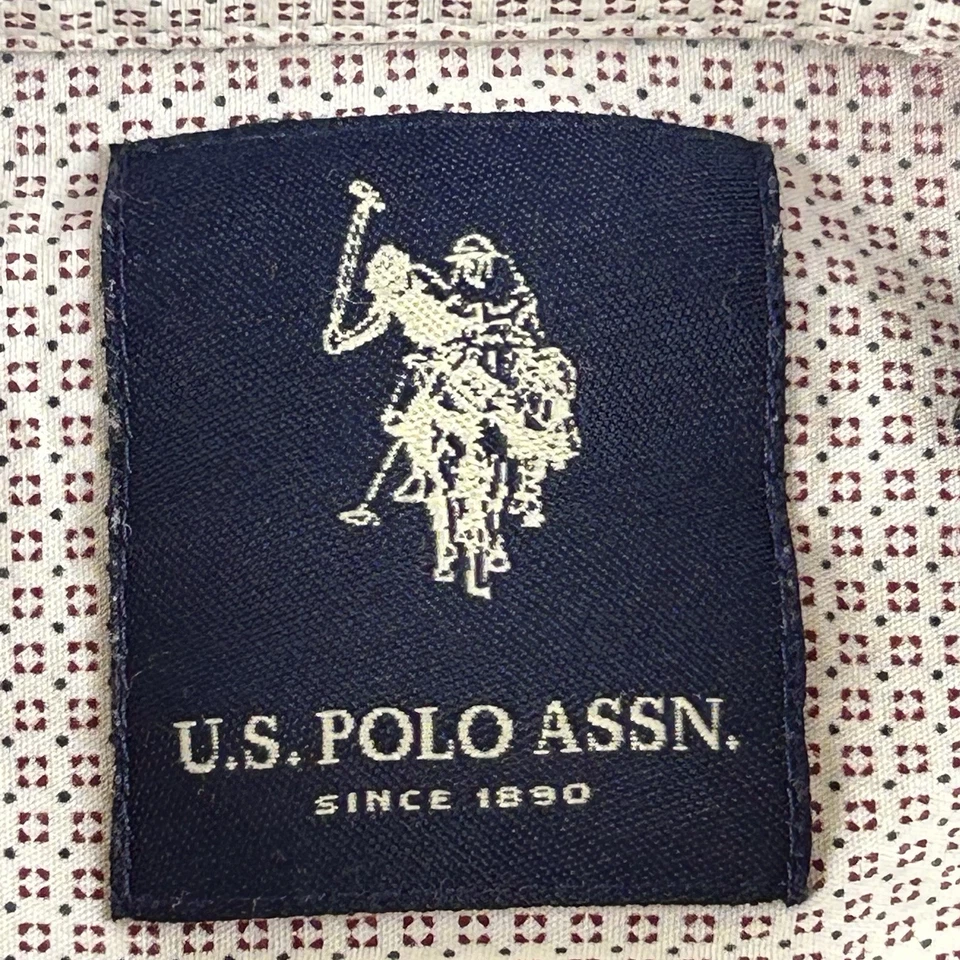 U.S. POLO ASSN.
SINCE 1890